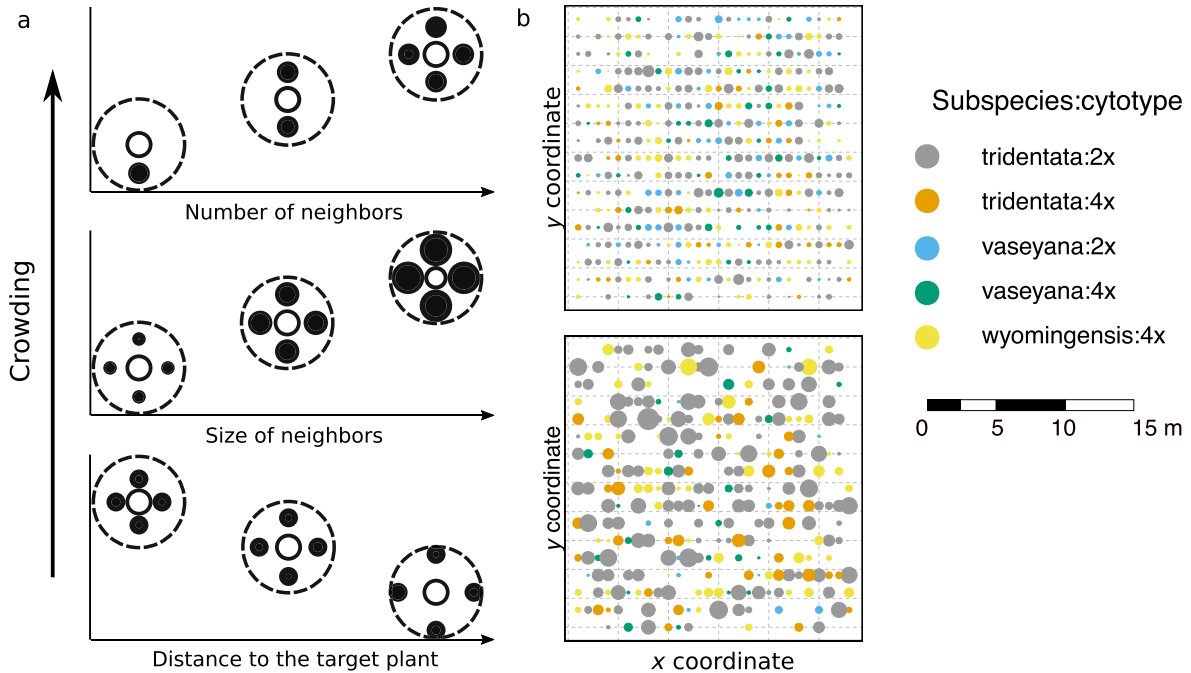 a
Crowding
Number of neighbors
Size of neighbors
Distance to the target plant
b
y coordinate
y coordinate
x coordinate
Subspecies:cytotype
tridentata:2x
tridentata:4x
vaseyana:2x
vaseyana:4x
wyomingensis:4x
0 5 10 15 m